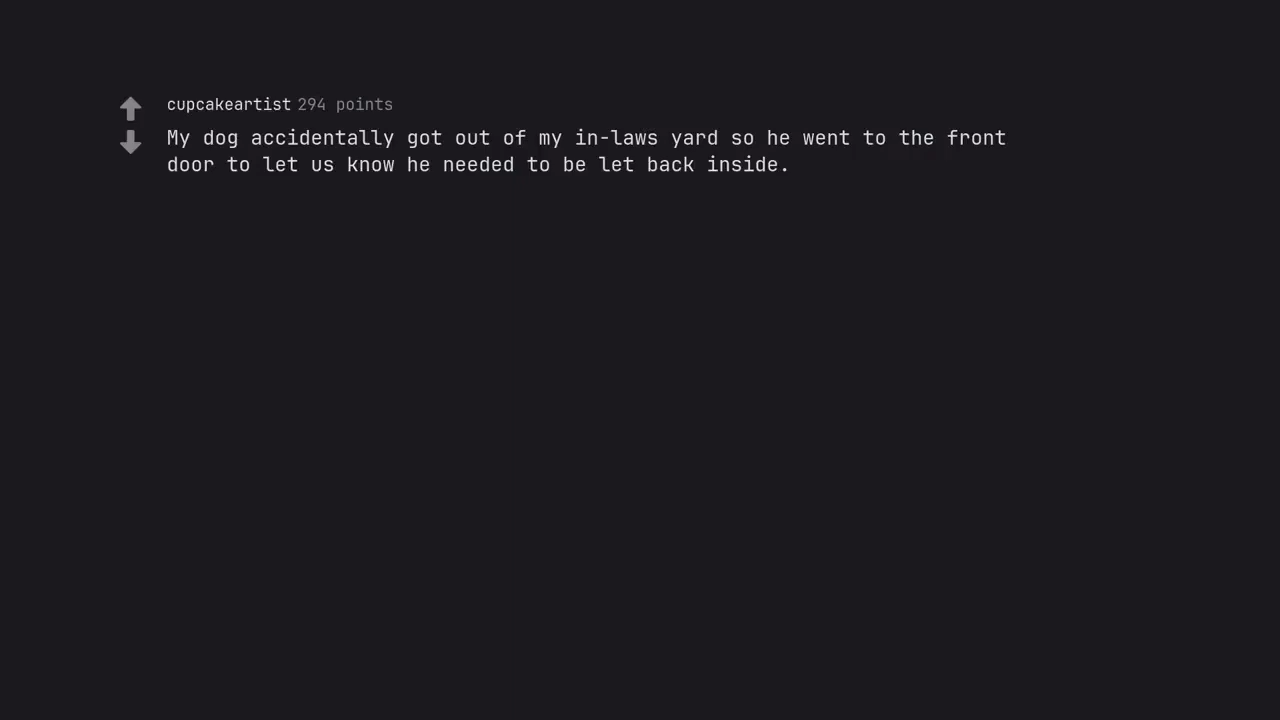 cupcakeartist 294 points
My dog accidentally got out of my in-laws yard so he went to the front
door to let us know he needed to be let back inside.